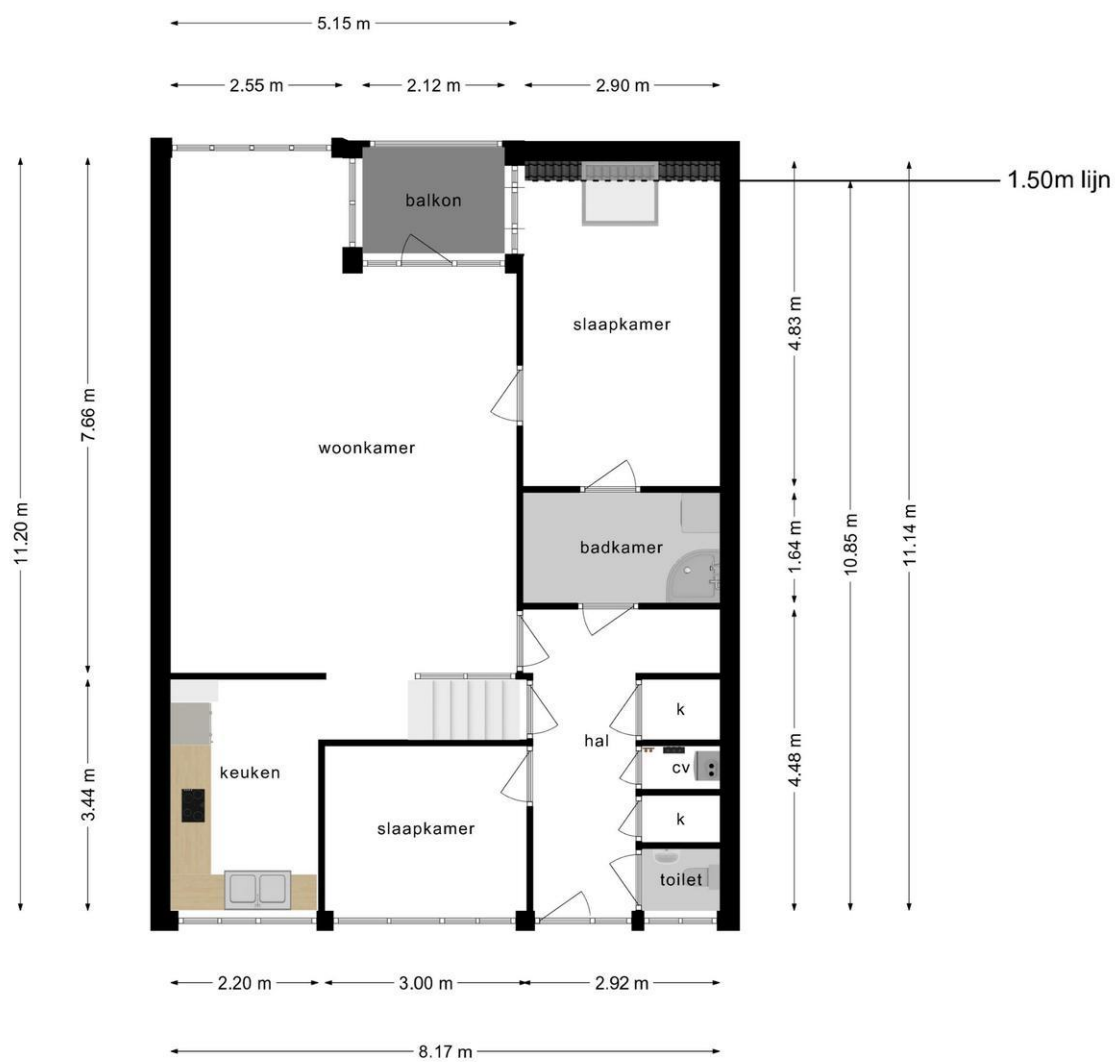 5.15 m
2.55 m
2.12 m
2.90 m
1.50m lijn
balkon
slaapkamer
woonkamer
badkamer
hal
k
cv
k
toilet
keuken
slaapkamer
11.20 m
7.66 m
3.44 m
4.83 m
1.64 m
4.48 m
10.85 m
11.14 m
2.20 m
3.00 m
2.92 m
8.17 m